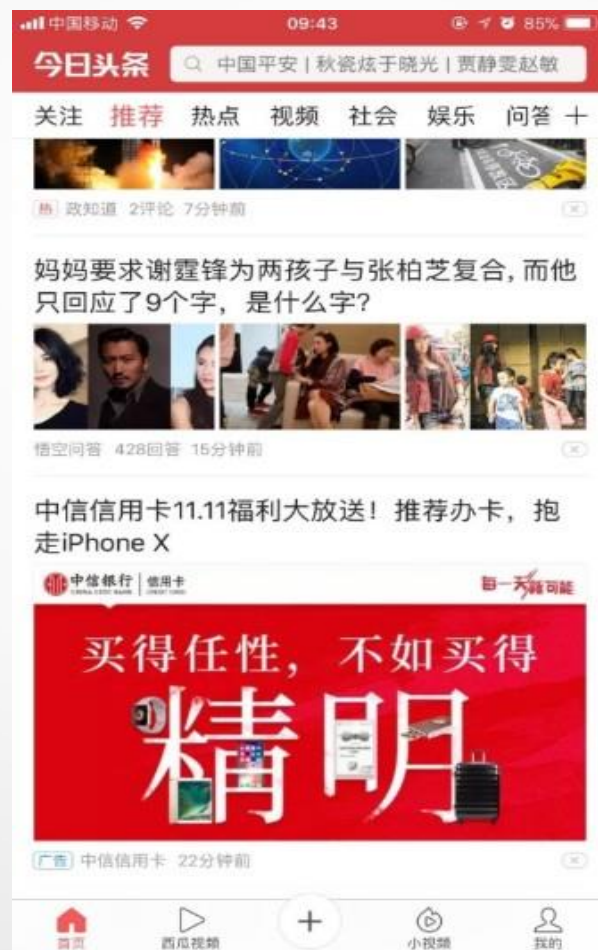 中国移动 09:43 85%
今日头条 中国平安 | 秋瓷炫于晓光 | 贾静雯赵敏
关注 推荐 热点 视频 社会 娱乐 问答
热 政知道 2评论 7分钟前
妈妈要求谢霆锋为两孩子与张柏芝复合, 而他
只回应了9个字，是什么字?
悟空问答 428回答 15分钟前
中信信用卡11.11福利大放送！推荐办卡，抱
走iPhone X
中信银行 信用卡
CHINA CITIC BANK CREDIT CARD
买得任性，不如买得
精明
广告 中信信用卡 22分钟前
首页 西瓜视频 小视频 我的